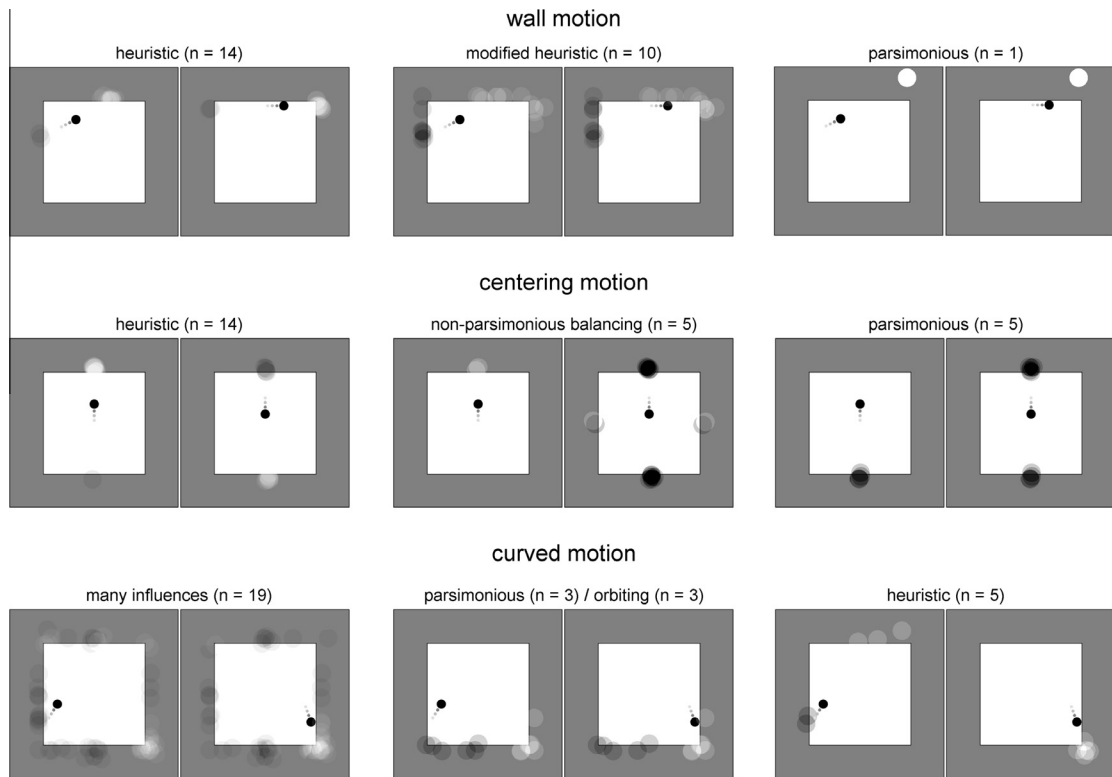 wall motion
heuristic (n = 14)
modified heuristic (n = 10)
parsimonious (n = 1)
centering motion
heuristic (n = 14)
non-parsimonious balancing (n = 5)
parsimonious (n = 5)
curved motion
many influences (n = 19)
parsimonious (n = 3) / orbiting (n = 3)
heuristic (n = 5)